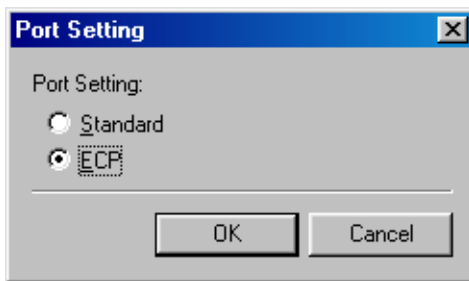 Port Setting
Port Setting:
Standard
ECP
OK Cancel